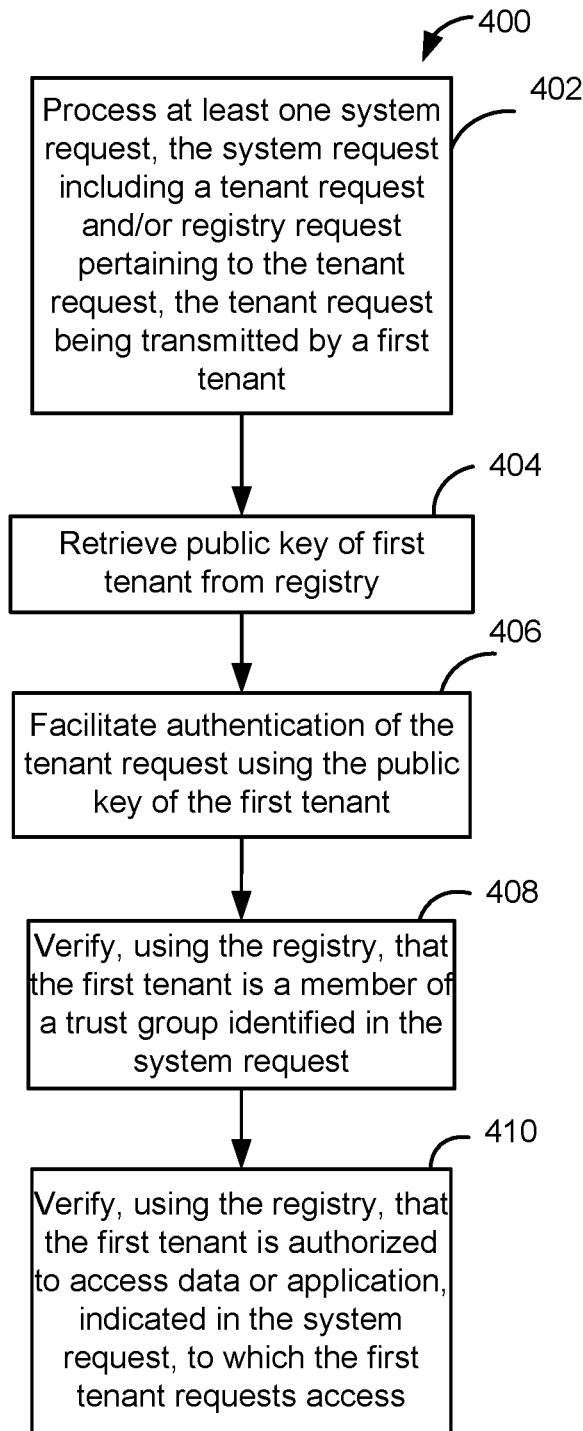 400
402
Process at least one system
request, the system request
including a tenant request
and/or registry request
pertaining to the tenant
request, the tenant request
being transmitted by a first
tenant
404
Retrieve public key of first
tenant from registry
406
Facilitate authentication of the
tenant request using the public
key of the first tenant
408
Verify, using the registry, that
the first tenant is a member of
a trust group identified in the
system request
410
Verify, using the registry, that
the first tenant is authorized
to access data or application,
indicated in the system
request, to which the first
tenant requests access